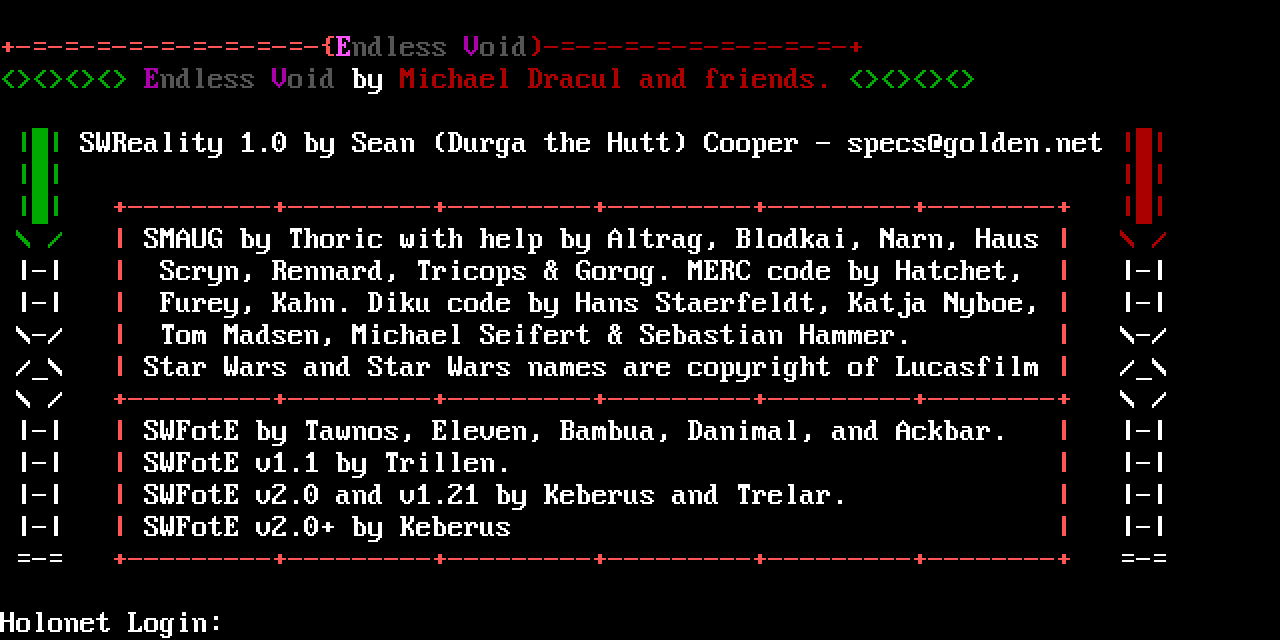 +-=-=-=-=-=-=-=-=-=-{Endless Void)-=-=-=-=-=-=-=-=-=-+
<><><><> Endless Void by Michael Dracul and friends. <><><><>
SWReality 1.0 by Sean (Durga the Hutt) Cooper - specs@golden.net
+---------+---------+---------+---------+---------+--------+
| SMAUG by Thoric with help by Altrag, Blodkai, Narn, Haus |
|-| | Scryn, Rennard, Tricops & Gorog. MERC code by Hatchet, | |-|
|-| | Furey, Kahn. Diku code by Hans Staerfeldt, Katja Nyboe, | |-|
\-/ | Tom Madsen, Michael Seifert & Sebastian Hammer. | \-/
/_\ | Star Wars and Star Wars names are copyright of Lucasfilm | /_\
\ / +---------+---------+---------+---------+---------+--------+ \ /
|-| | SWFotE by Tawnos, Eleven, Bambua, Danimal, and Ackbar. | |-|
|-| | SWFotE v1.1 by Trillen. | |-|
|-| | SWFotE v2.0 and v1.21 by Keberus and Trelar. | |-|
|-| | SWFotE v2.0+ by Keberus | |-|
=-= +---------+---------+---------+---------+---------+--------+ =-=
Holonet Login: